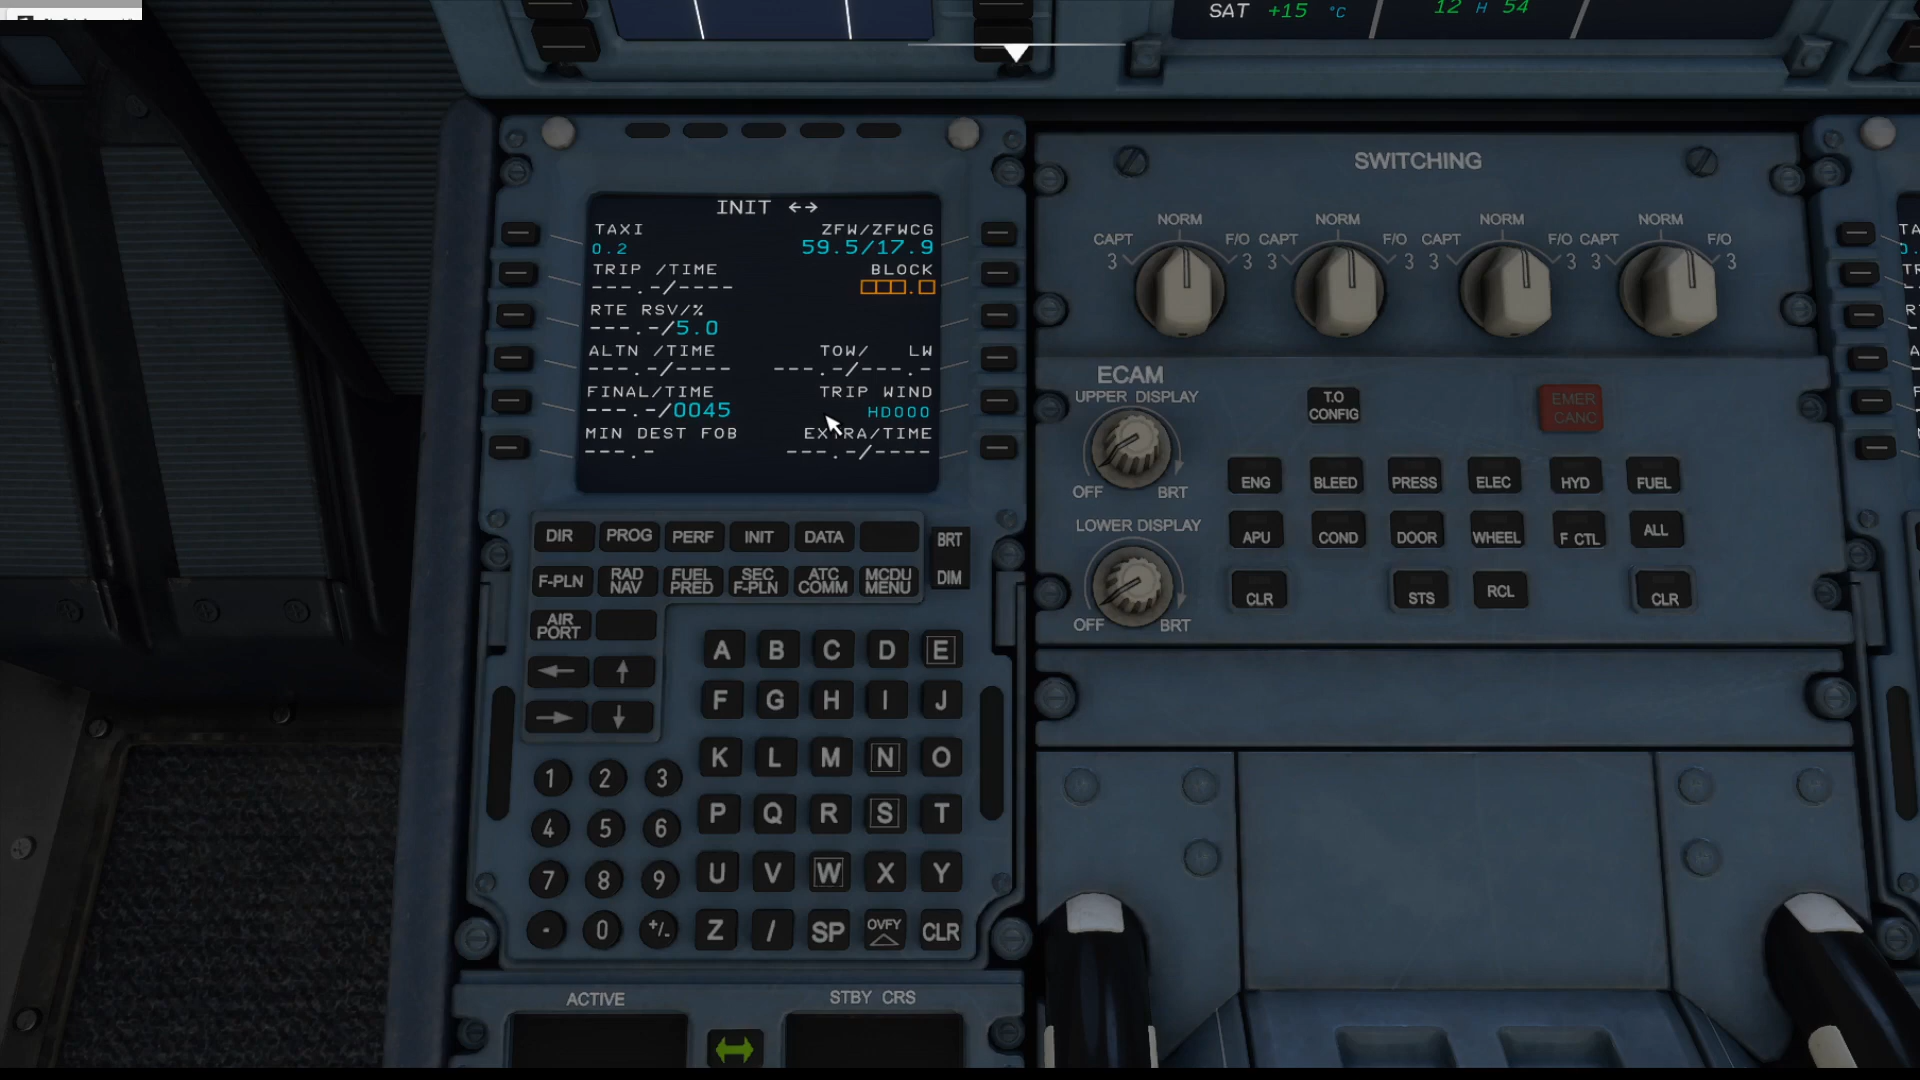 SAT +15 °C
12 H 54
INIT ←→
TAXI ZFW/ZFWCG
0.2 59.5/17.9
TRIP /TIME BLOCK
---.-/----
RTE RSV/%
---.-/5.0
ALTN /TIME TOW/ LW
---.-/---- ---.-/---.-
FINAL/TIME TRIP WIND
---.-/0045 HD000
MIN DEST FOB EXTRA/TIME
---.- ---.-/----
DIR PROG PERF INIT DATA
BRT
F-PLN RAD NAV FUEL PRED SEC F-PLN ATC COMM MCDU MENU
DIM
AIR PORT
← ↑
→ ↓
A B C D E
F G H I J
K L M N O
P Q R S T
U V W X Y
Z / SP OVFY CLR
1 2 3
4 5 6
7 8 9
0 +/-
ACTIVE STBY CRS
SWITCHING
NORM NORM NORM NORM
CAPT F/O CAPT F/O CAPT F/O CAPT F/O
3 3 3 3 3 3 3 3
ECAM
UPPER DISPLAY
OFF BRT
LOWER DISPLAY
OFF BRT
T.O CONFIG
EMER CANC
ENG BLEED PRESS ELEC HYD FUEL
APU COND DOOR WHEEL F CTL ALL
CLR STS RCL CLR